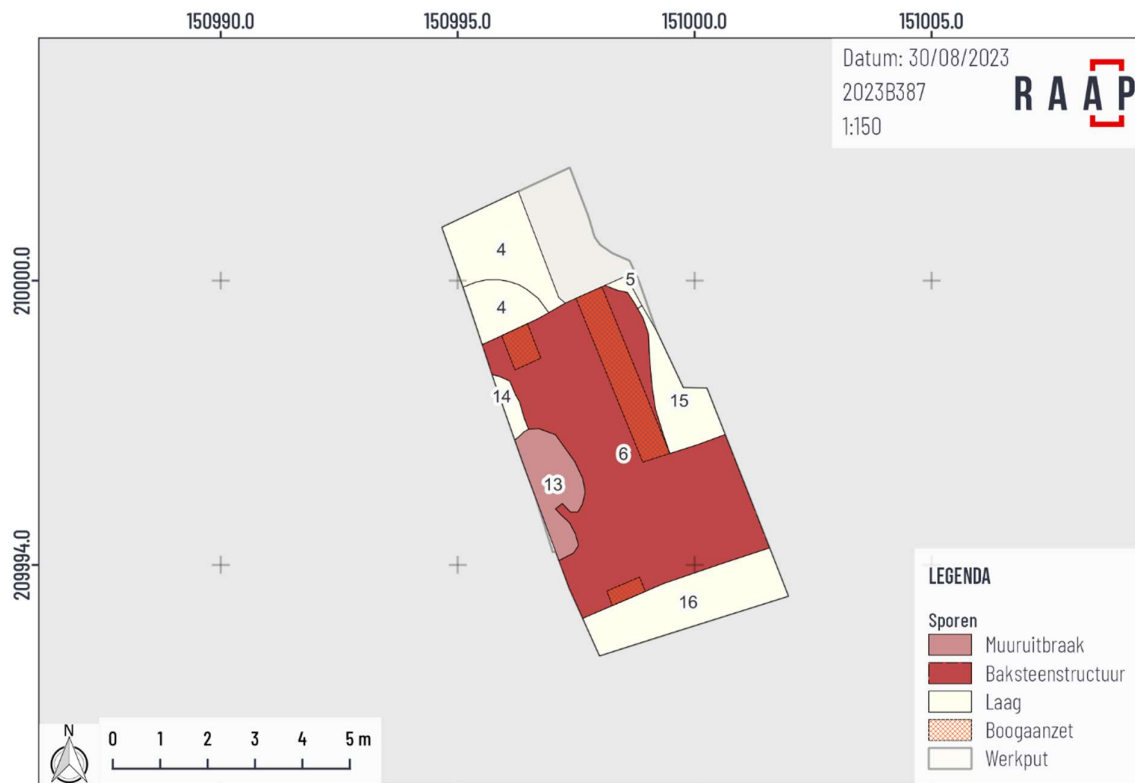 150990.0 150995.0 151000.0 151005.0
Datum: 30/08/2023
2023B387
1:150
RAAP
210000.0
209994.0
4
4
5
14
15
6
13
16
LEGENDA
Sporen
Muuruitbraak
Baksteenstructuur
Laag
Boogaanzet
Werkput
N
0 1 2 3 4 5 m